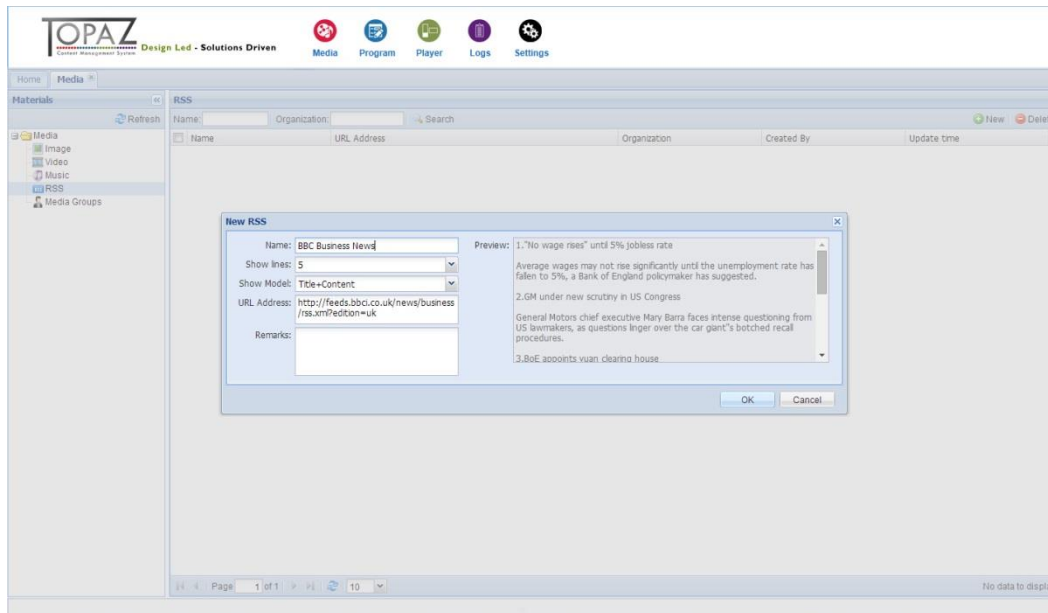 TOPAZ
Content Management System
Design Led - Solutions Driven
Media
Program
Player
Logs
Settings
Home
Media
Materials
RSS
Refresh
Name:
Organization:
Search
New
Delet
Media
Image
Video
Music
RSS
Media Groups
Name
URL Address
Organization
Created By
Update time
New RSS
Name: BBC Business News
Show lines: 5
Show Model: Title+Content
URL Address: http://feeds.bbci.co.uk/news/business
/rss.xml?edition=uk
Remarks:
Preview:
1."No wage rises" until 5% jobless rate
Average wages may not rise significantly until the unemployment rate has
fallen to 5%, a Bank of England policymaker has suggested.
2.GM under new scrutiny in US Congress
General Motors chief executive Mary Barra faces intense questioning from
US lawmakers, as questions linger over the car giant"s botched recall
procedures.
3.BoE appoints yuan clearing house
OK
Cancel
Page 1 of 1
10
No data to displa